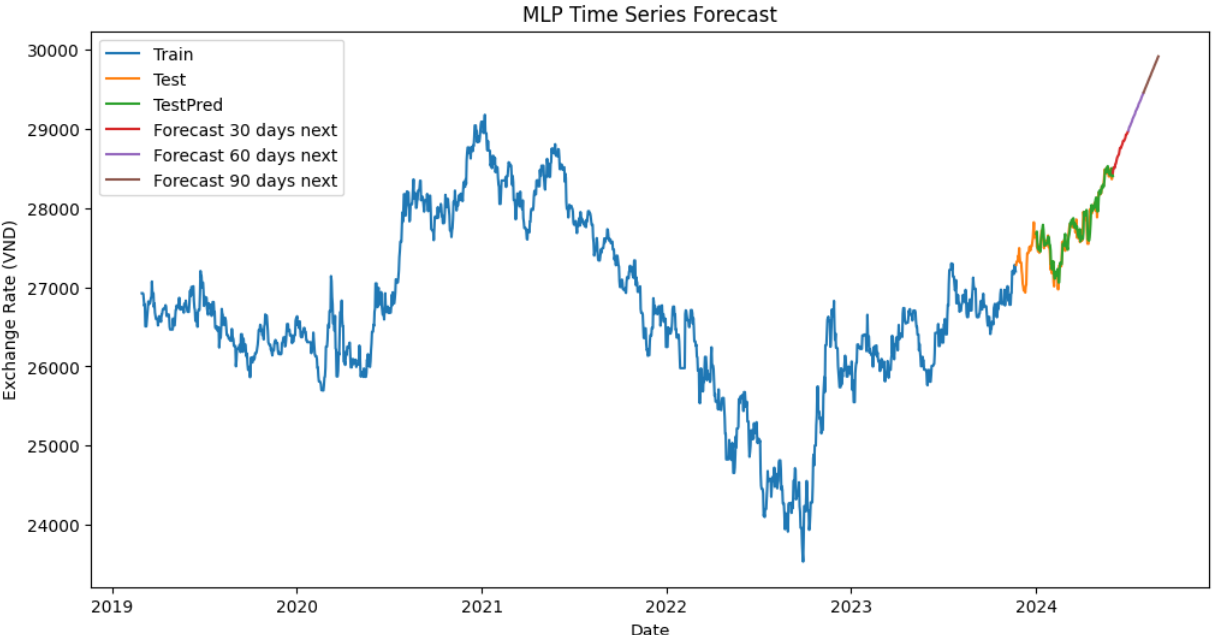 MLP Time Series Forecast
Exchange Rate (VND)
30000
29000
28000
27000
26000
25000
24000
Train
Test
TestPred
Forecast 30 days next
Forecast 60 days next
Forecast 90 days next
2019 2020 2021 2022 2023 2024
Date